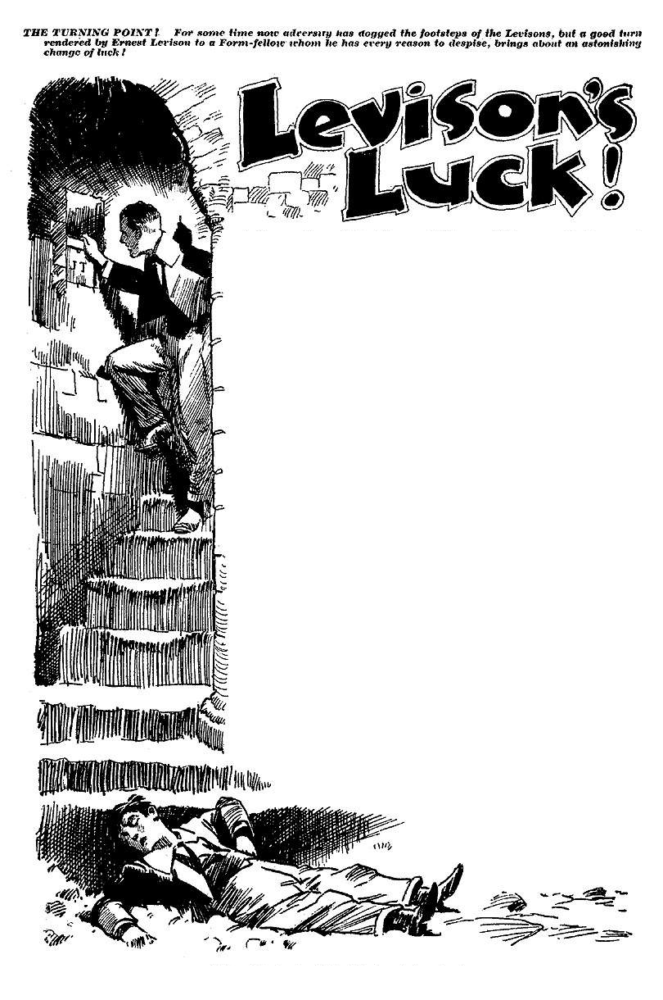 THE TURNING POINT! For some time now adversity has dogged the footsteps of the Levisons, but a good turn
rendered by Ernest Levison to a Form-fellow whom he has every reason to despise, brings about an astonishing
change of luck!
Levison's
Luck!